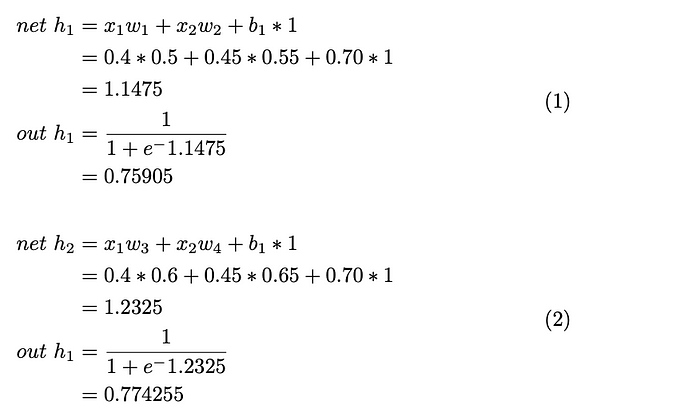 net h₁ = x₁w₁ + x₂w₂ + b₁ ∗ 1
= 0.4 ∗ 0.5 + 0.45 ∗ 0.55 + 0.70 ∗ 1
= 1.1475
(1)
out h₁ = 1 / (1 + e⁻1.1475)
= 0.75905
net h₂ = x₁w₃ + x₂w₄ + b₁ ∗ 1
= 0.4 ∗ 0.6 + 0.45 ∗ 0.65 + 0.70 ∗ 1
= 1.2325
(2)
out h₁ = 1 / (1 + e⁻1.2325)
= 0.774255